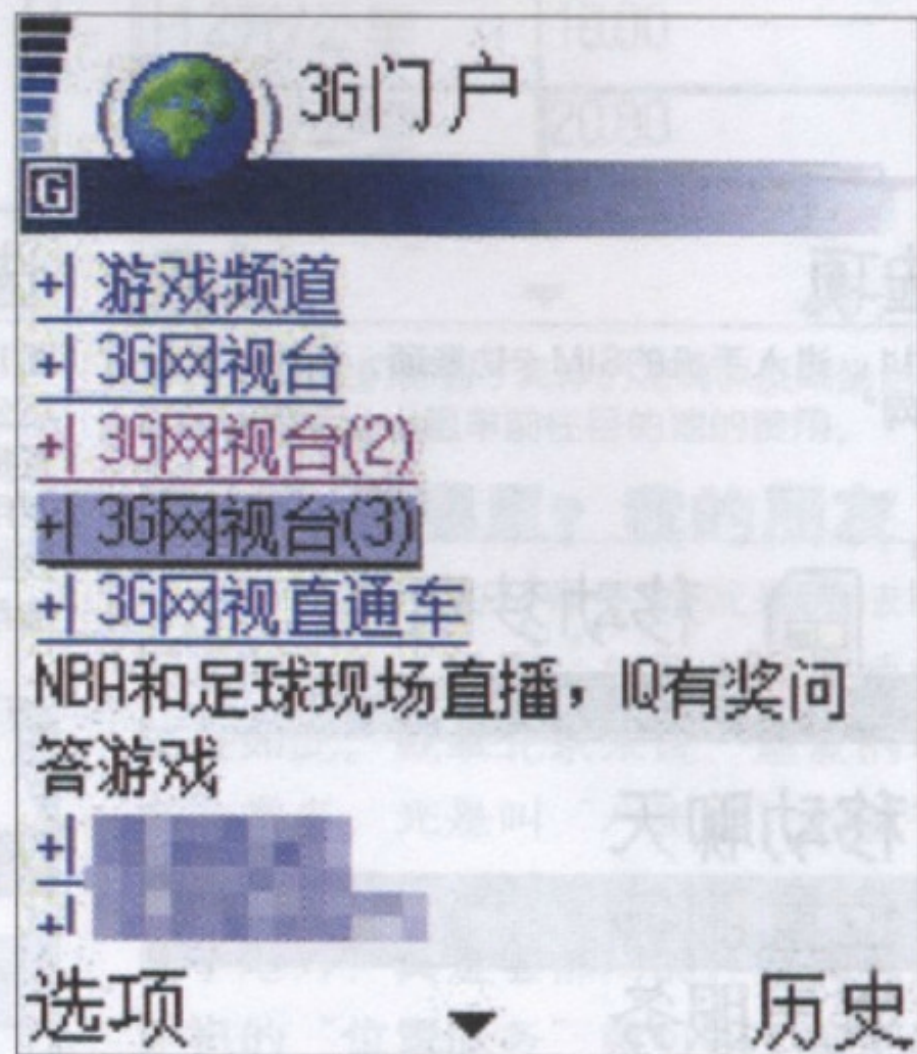 3G门户
G
+| 游戏频道
+| 3G网视台
+| 3G网视台(2)
+| 3G网视台(3)
+| 3G网视直通车
NBA和足球现场直播，IQ有奖问
答游戏
+|
+|
选项
历史